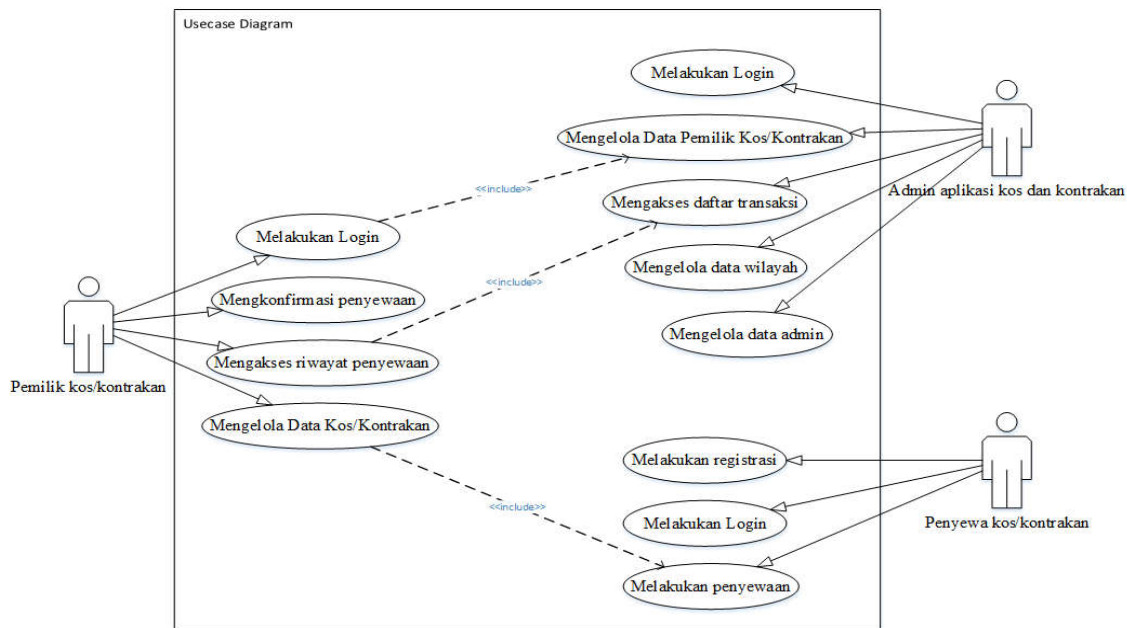 Usecase Diagram
Melakukan Login
Mengelola Data Pemilik Kos/Kontrakan
Admin aplikasi kos dan kontrakan
<<include>>
Mengakses daftar transaksi
Melakukan Login
Mengelola data wilayah
<<include>>
Mengkonfirmasi penyewaan
Mengelola data admin
Mengakses riwayat penyewaan
Pemilik kos/kontrakan
Mengelola Data Kos/Kontrakan
Melakukan registrasi
<<include>>
Melakukan Login
Penyewa kos/kontrakan
Melakukan penyewaan